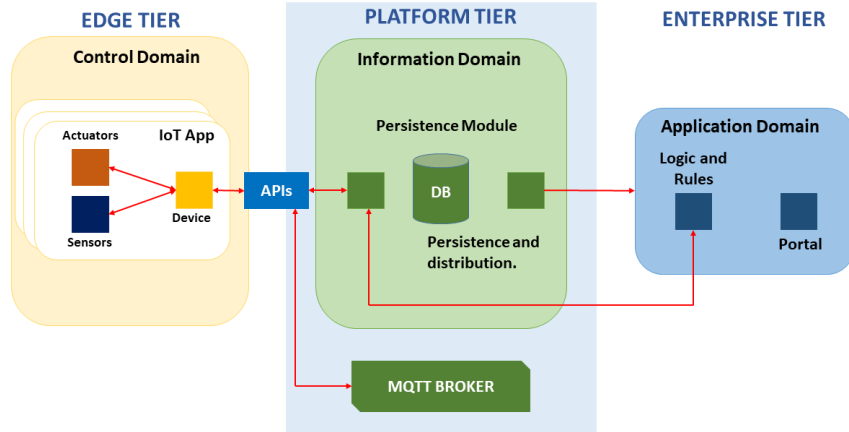 EDGE TIER
PLATFORM TIER
ENTERPRISE TIER
Control Domain
Information Domain
Application Domain
Actuators
IoT App
Device
Sensors
APIs
Persistence Module
DB
Persistence and
distribution.
Logic and
Rules
Portal
MQTT BROKER